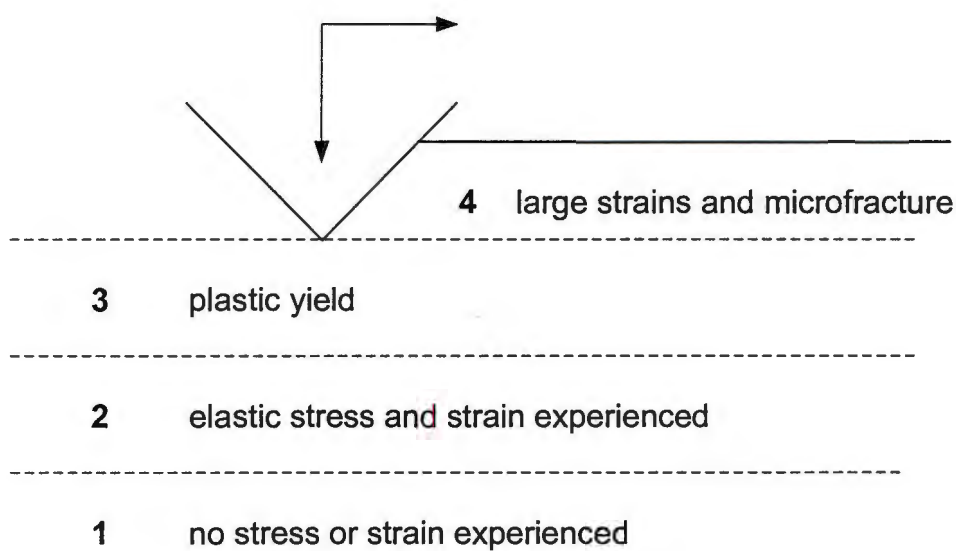 4 large strains and microfracture
3 plastic yield
2 elastic stress and strain experienced
1 no stress or strain experienced